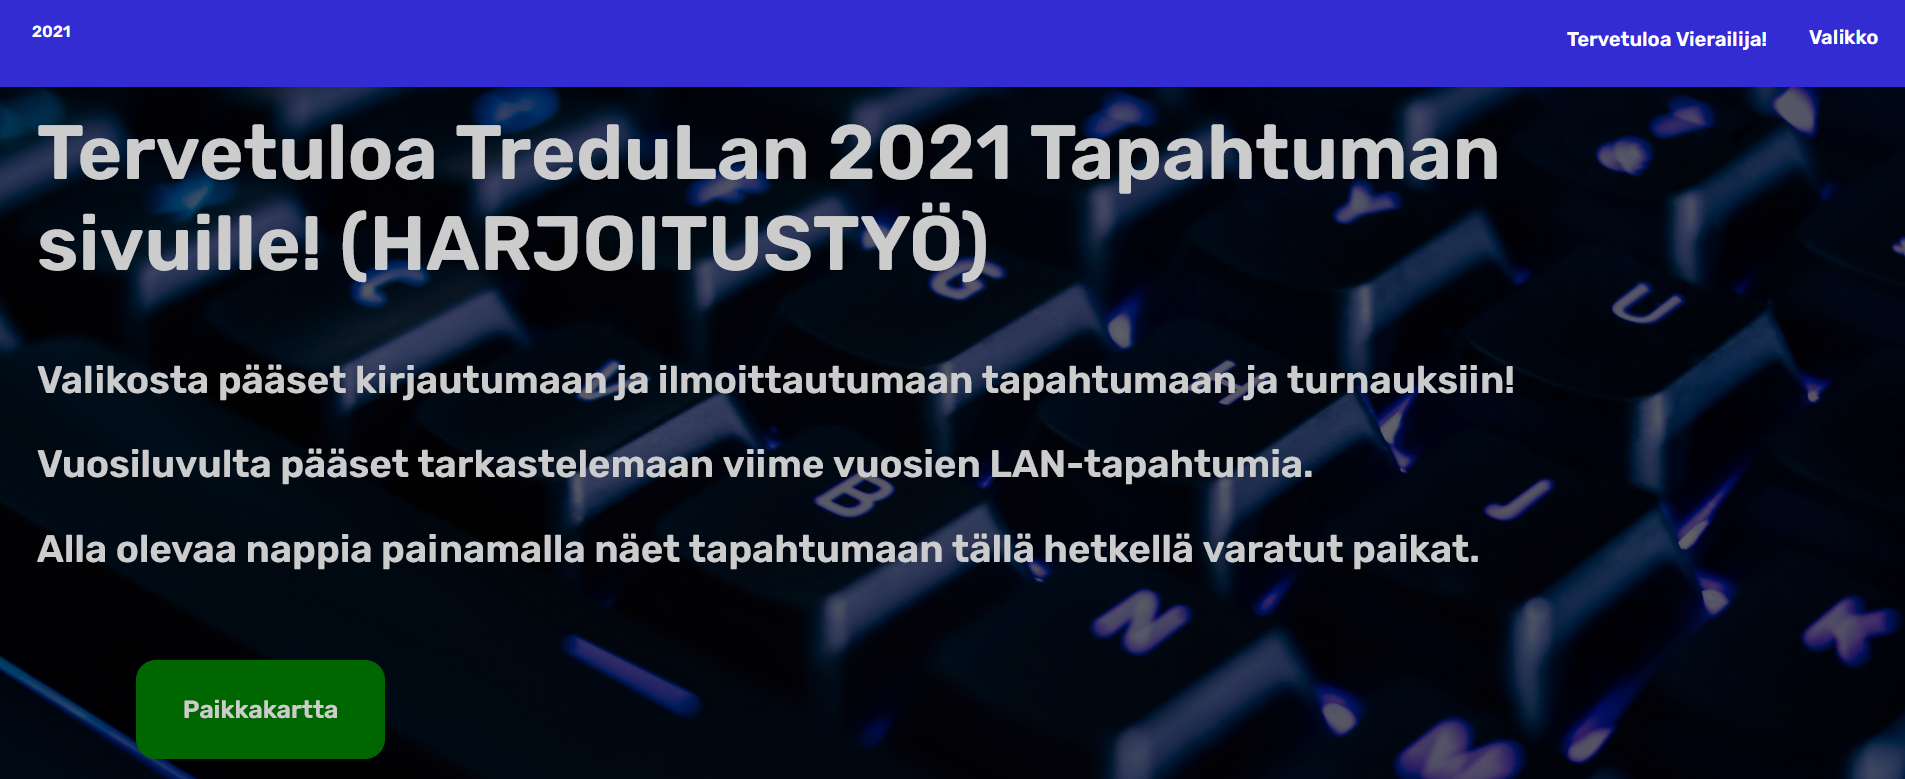 2021
Tervetuloa Vierailija!
Valikko
Tervetuloa TreduLan 2021 Tapahtuman
sivuille! (HARJOITUSTYÖ)
Valikosta pääset kirjautumaan ja ilmoittautumaan tapahtumaan ja turnauksiin!
Vuosiluvulta pääset tarkastelemaan viime vuosien LAN-tapahtumia.
Alla olevaa nappia painamalla näet tapahtumaan tällä hetkellä varatut paikat.
Paikkakartta
C
G
U
V
H
B
J
N
K
M